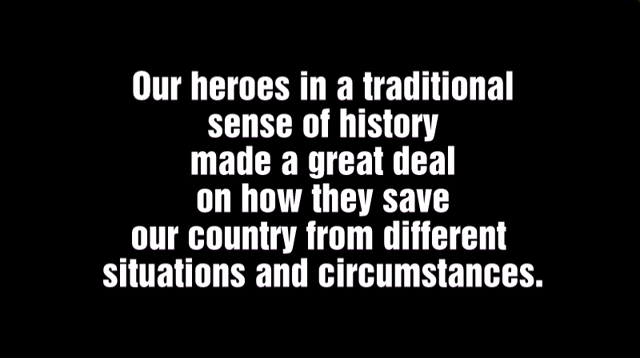 Our heroes in a traditional
sense of history
made a great deal
on how they save
our country from different
situations and circumstances.